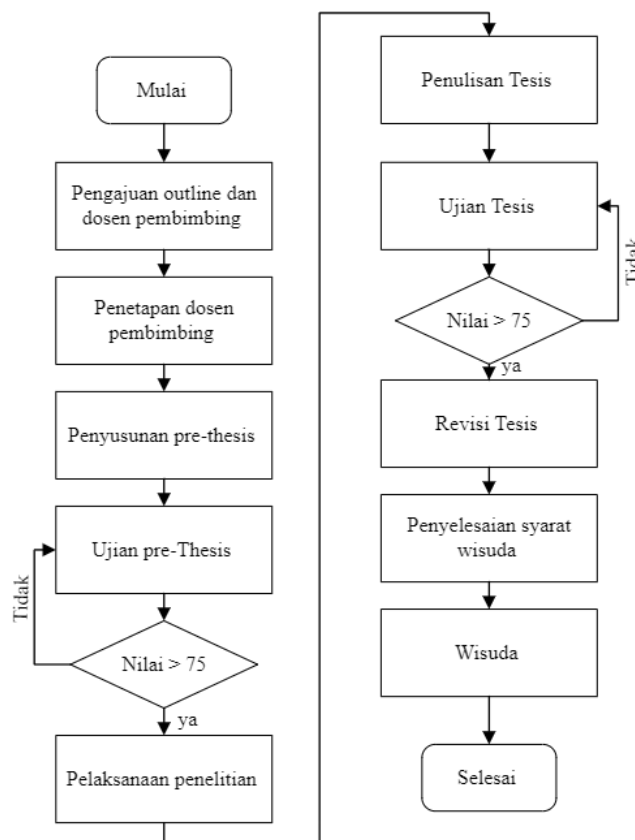 Mulai
Pengajuan outline dan
dosen pembimbing
Penetapan dosen
pembimbing
Penyusunan pre-thesis
Ujian pre-Thesis
Tidak
Nilai > 75
ya
Pelaksanaan penelitian
Penulisan Tesis
Ujian Tesis
Tidak
Nilai > 75
ya
Revisi Tesis
Penyelesaian syarat
wisuda
Wisuda
Selesai